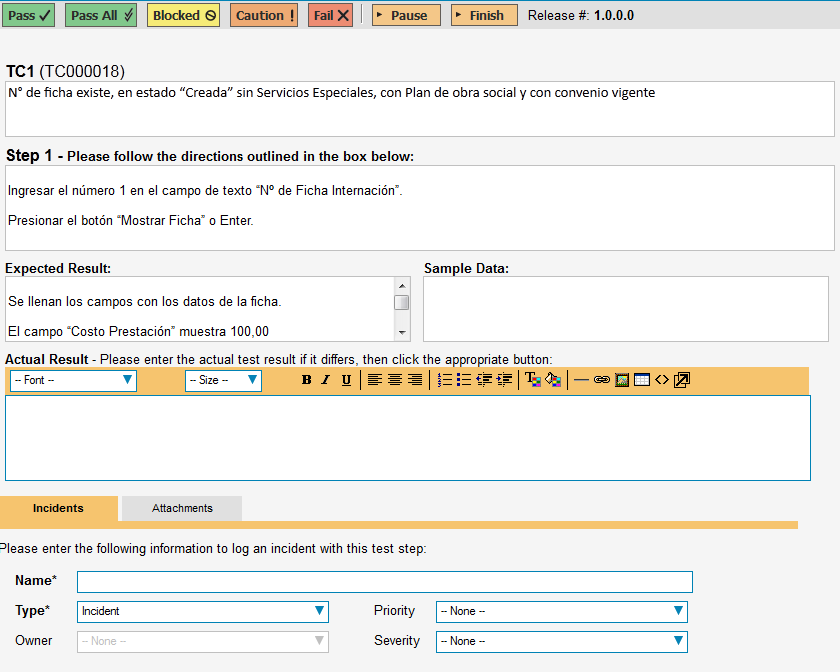 Pass Pass All Blocked Caution ! Fail Pause Finish Release #: 1.0.0.0
TC1 (TC000018)
N° de ficha existe, en estado “Creada” sin Servicios Especiales, con Plan de obra social y con convenio vigente
Step 1 - Please follow the directions outlined in the box below:
Ingresar el número 1 en el campo de texto “Nº de Ficha Internación”.
Presionar el botón “Mostrar Ficha” o Enter.
Expected Result: Sample Data:
Se llenan los campos con los datos de la ficha.
El campo “Costo Prestación” muestra 100,00
Actual Result - Please enter the actual test result if it differs, then click the appropriate button:
-- Font -- -- Size -- B I U
Incidents Attachments
Please enter the following information to log an incident with this test step:
Name*
Type* Incident Priority -- None --
Owner -- None -- Severity -- None --